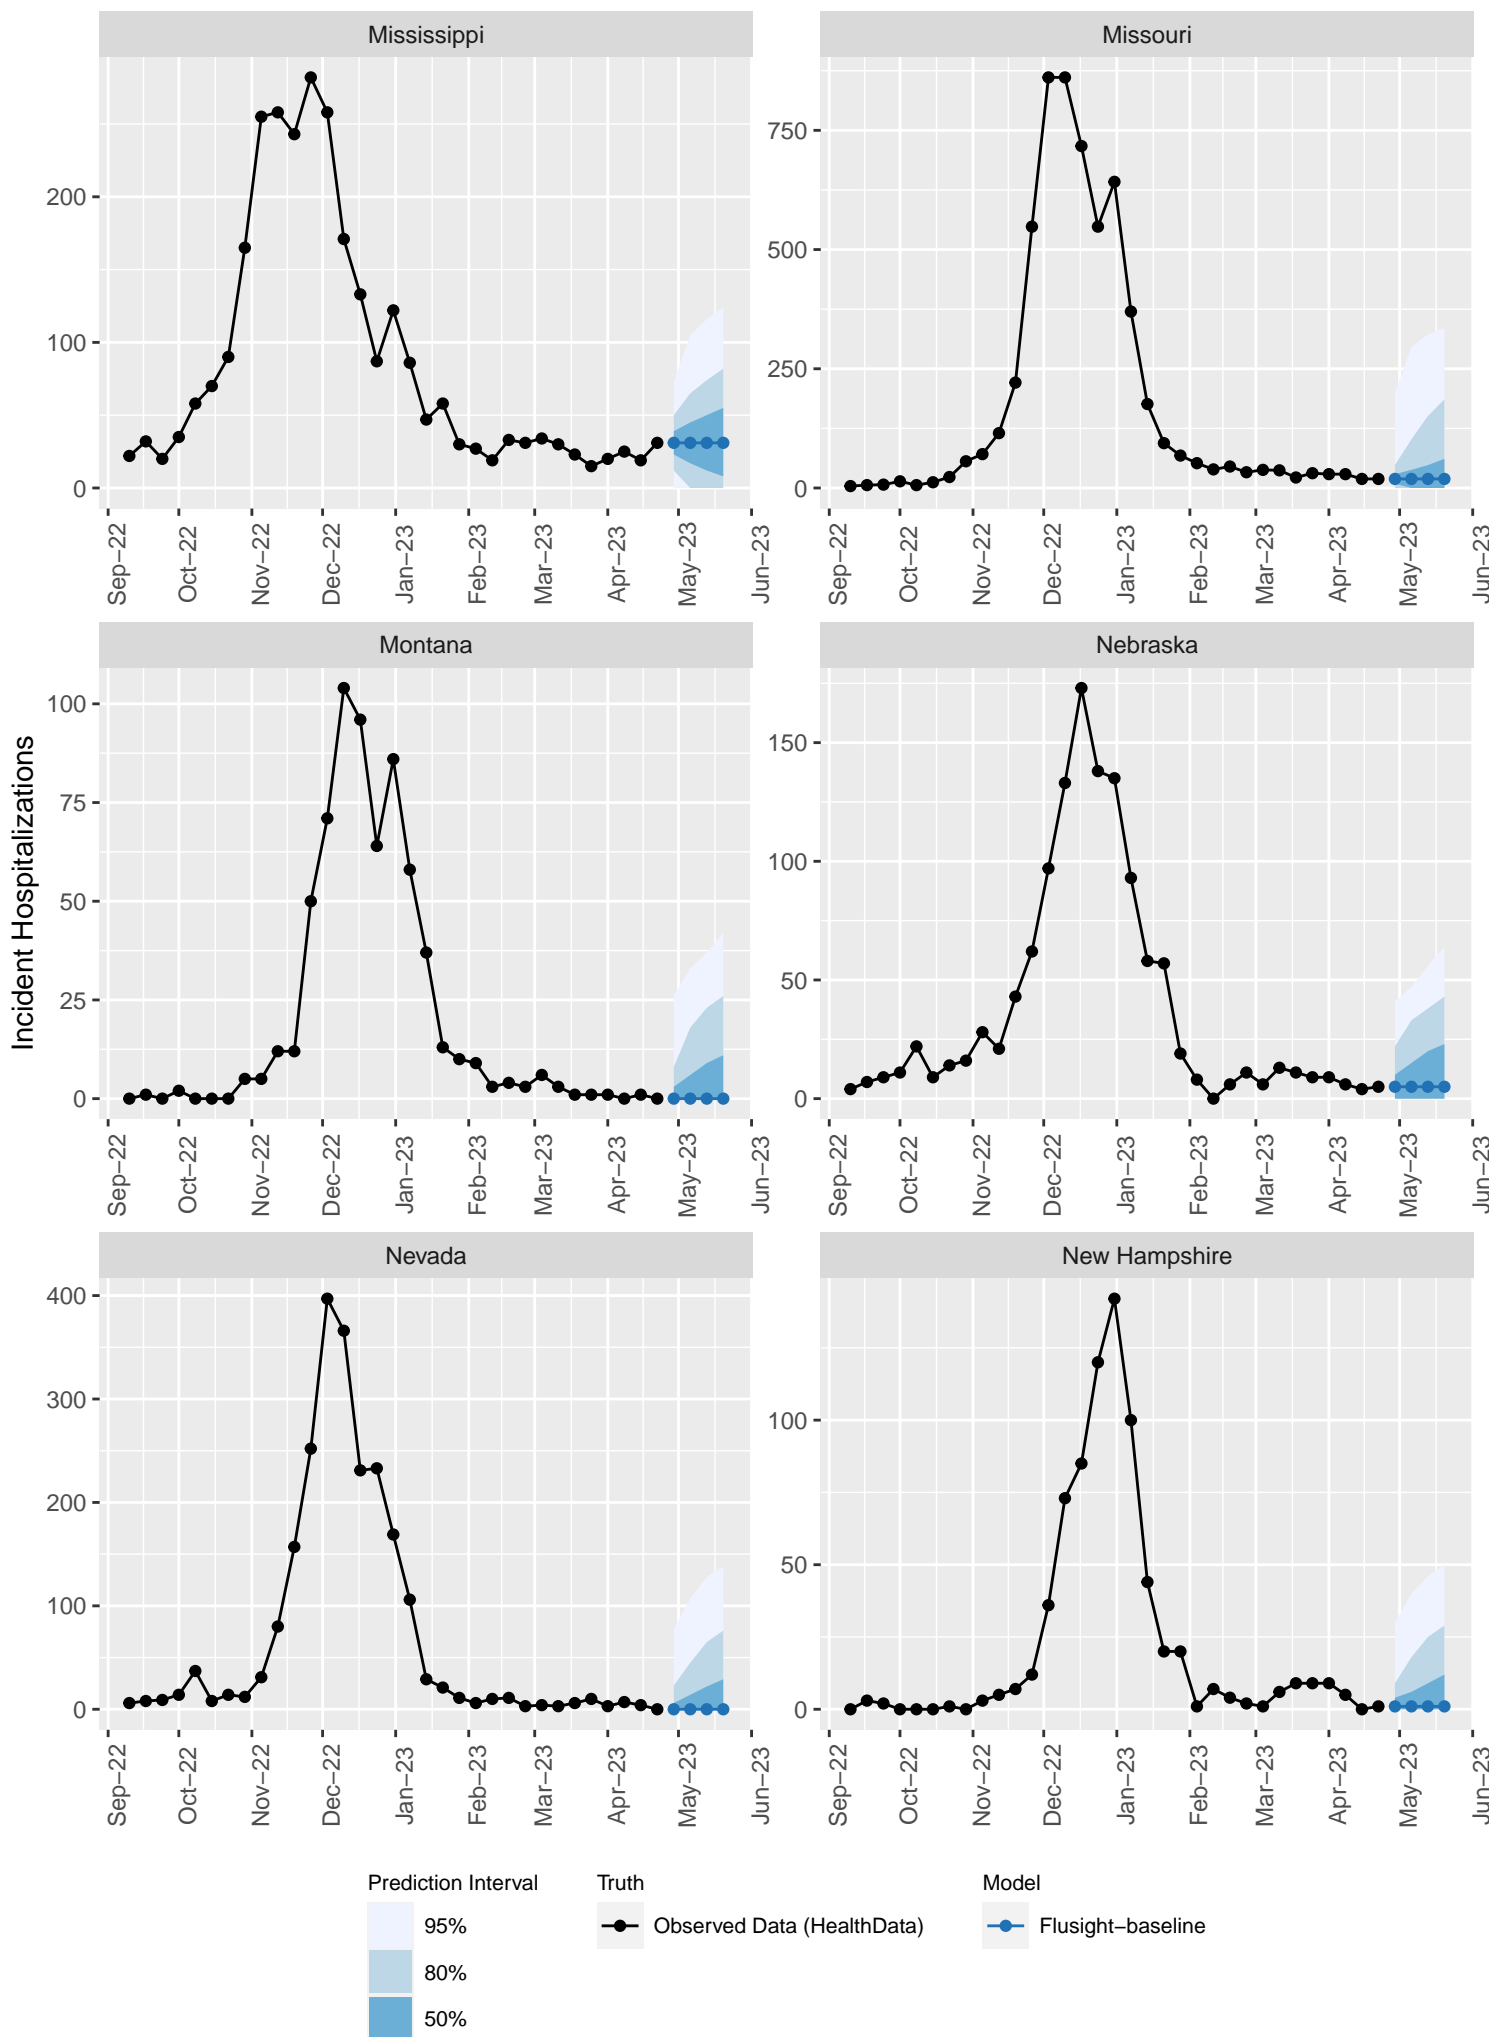 Mississippi
Missouri
200
100
0
750
500
250
0
Sep−22
Oct−22
Nov−22
Dec−22
Jan−23
Feb−23
Mar−23
Apr−23
May−23
Jun−23
Sep−22
Oct−22
Nov−22
Dec−22
Jan−23
Feb−23
Mar−23
Apr−23
May−23
Jun−23
Incident Hospitalizations
Montana
Nebraska
100
75
50
25
0
150
100
50
0
Sep−22
Oct−22
Nov−22
Dec−22
Jan−23
Feb−23
Mar−23
Apr−23
May−23
Jun−23
Sep−22
Oct−22
Nov−22
Dec−22
Jan−23
Feb−23
Mar−23
Apr−23
May−23
Jun−23
Nevada
New Hampshire
400
300
200
100
0
100
50
0
Sep−22
Oct−22
Nov−22
Dec−22
Jan−23
Feb−23
Mar−23
Apr−23
May−23
Jun−23
Sep−22
Oct−22
Nov−22
Dec−22
Jan−23
Feb−23
Mar−23
Apr−23
May−23
Jun−23
Prediction Interval
95%
80%
50%
Truth
Observed Data (HealthData)
Model
Flusight−baseline